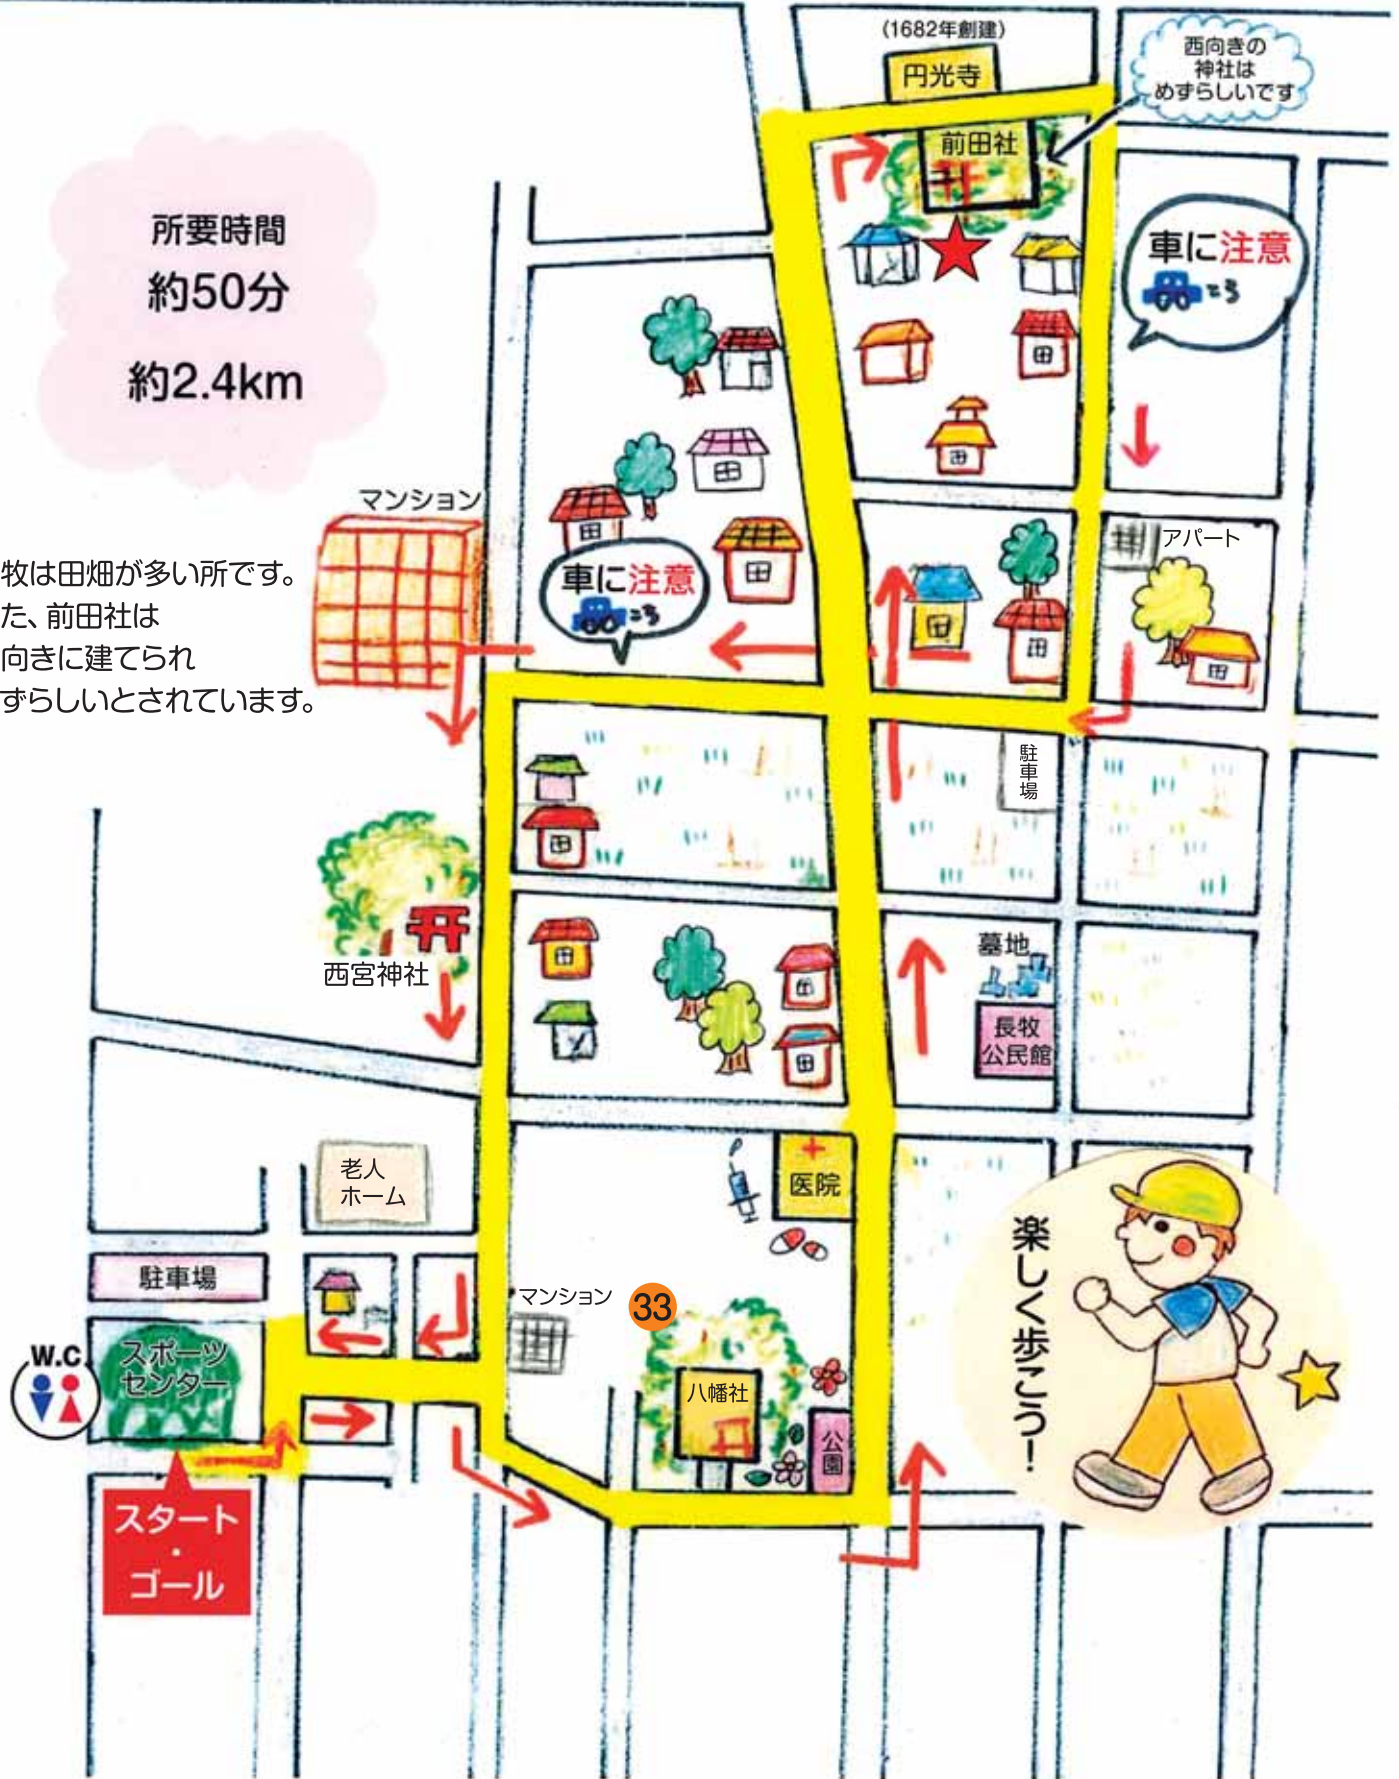 (1682年創建)
円光寺
西向きの
神社は
めずらしいです
前田社
所要時間
約50分
約2.4km
車に注意
マンション
アパート
車に注意
牧は田畑が多い所です。
た、前田社は
向きに建てられ
ずらしいとされています。
駐車場
西宮神社
墓地
長牧
公民館
老人
ホーム
医院
駐車場
マンション
33
楽しく歩こう！
W.C.
スポーツ
センター
八幡社
公園
スタート
・
ゴール